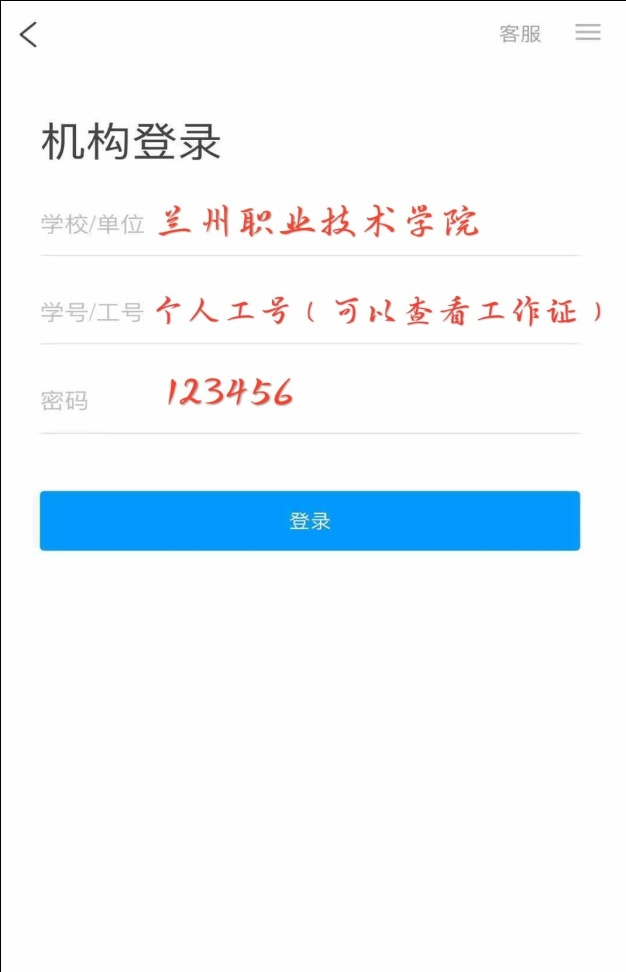 客服
机构登录
学校/单位 兰州职业技术学院
学号/工号 个人工号（可以查看工作证）
密码 123456
登录